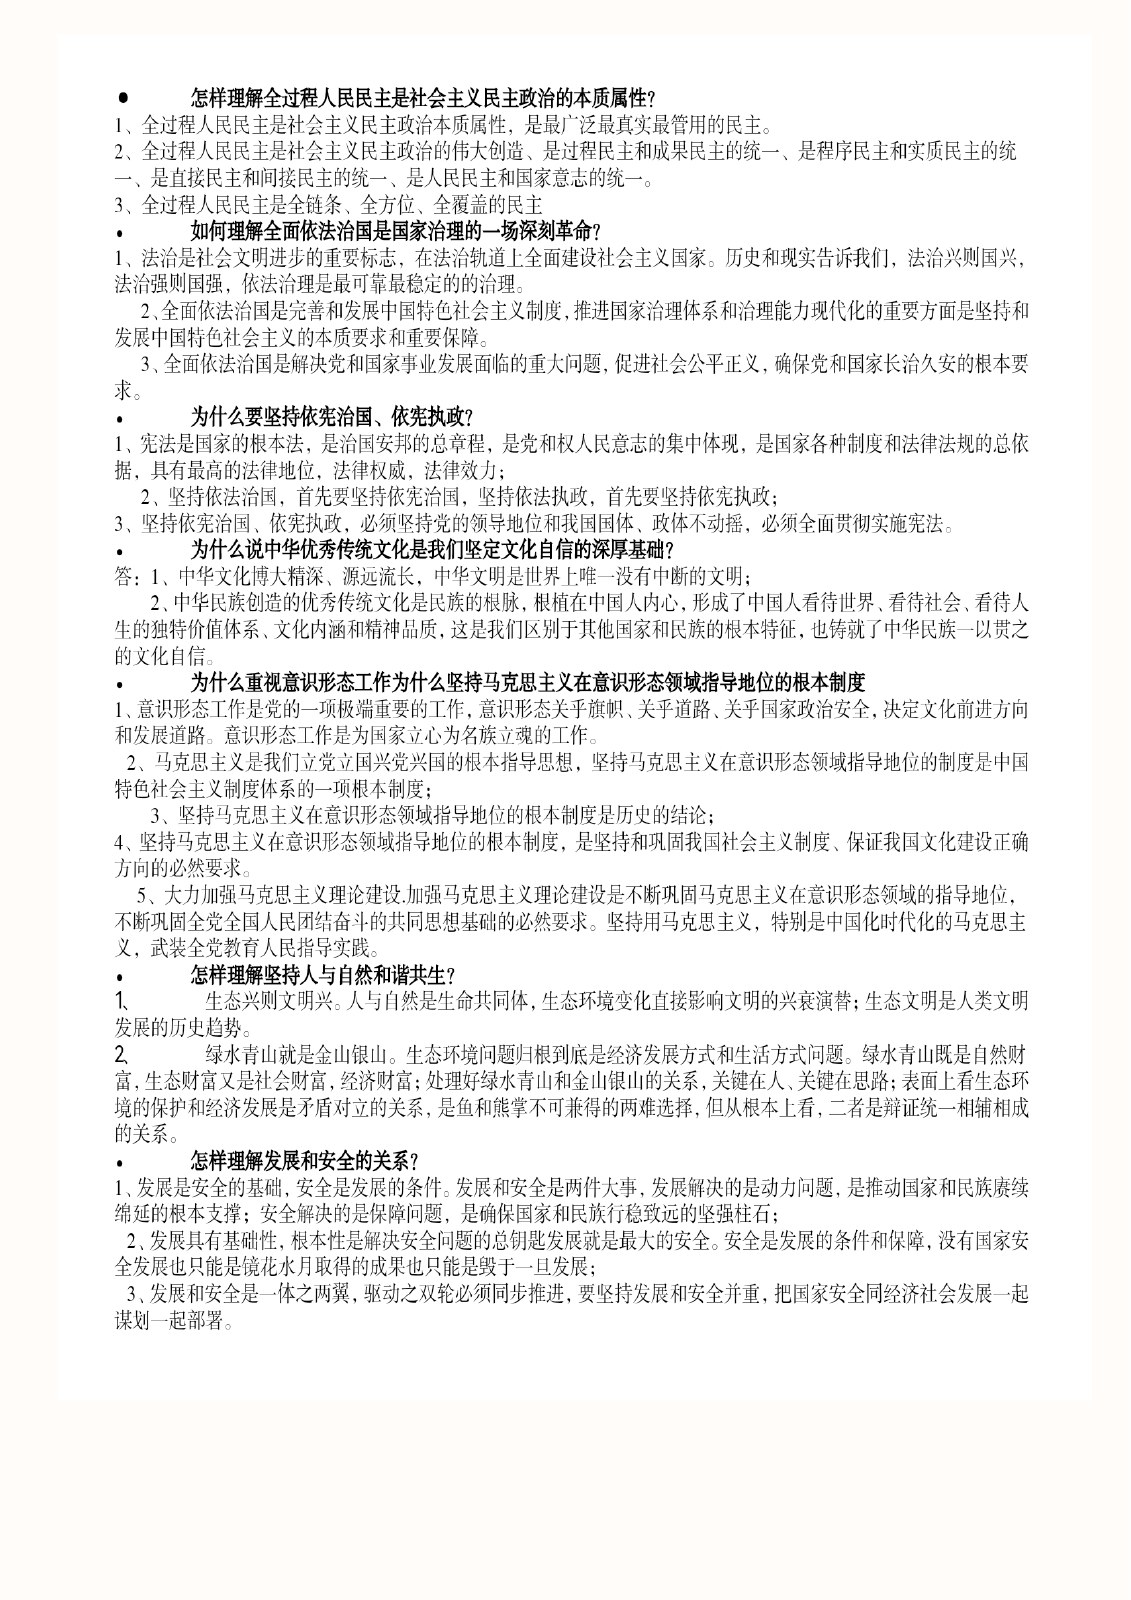 ● 怎样理解全过程人民民主是社会主义民主政治的本质属性?
1、全过程人民民主是社会主义民主政治本质属性，是最广泛最真实最管用的民主。
2、全过程人民民主是社会主义民主政治的伟大创造、是过程民主和成果民主的统一、是程序民主和实质民主的统
一、是直接民主和间接民主的统一、是人民民主和国家意志的统一。
3、全过程人民民主是全链条、全方位、全覆盖的民主
• 如何理解全面依法治国是国家治理的一场深刻革命?
1、法治是社会文明进步的重要标志，在法治轨道上全面建设社会主义国家。历史和现实告诉我们，法治兴则国兴，
法治强则国强，依法治理是最可靠最稳定的的治理。
2、全面依法治国是完善和发展中国特色社会主义制度，推进国家治理体系和治理能力现代化的重要方面是坚持和
发展中国特色社会主义的本质要求和重要保障。
3、全面依法治国是解决党和国家事业发展面临的重大问题，促进社会公平正义，确保党和国家长治久安的根本要
求。
• 为什么要坚持依宪治国、依宪执政?
1、宪法是国家的根本法，是治国安邦的总章程，是党和权人民意志的集中体现，是国家各种制度和法律法规的总依
据，具有最高的法律地位，法律权威，法律效力；
2、坚持依法治国，首先要坚持依宪治国，坚持依法执政，首先要坚持依宪执政；
3、坚持依宪治国、依宪执政，必须坚持党的领导地位和我国国体、政体不动摇，必须全面贯彻实施宪法。
• 为什么说中华优秀传统文化是我们坚定文化自信的深厚基础?
答：1、中华文化博大精深、源远流长，中华文明是世界上唯一没有中断的文明；
2、中华民族创造的优秀传统文化是民族的根脉，根植在中国人内心，形成了中国人看待世界、看待社会、看待人
生的独特价值体系、文化内涵和精神品质，这是我们区别于其他国家和民族的根本特征，也铸就了中华民族一以贯之
的文化自信。
• 为什么重视意识形态工作为什么坚持马克思主义在意识形态领域指导地位的根本制度
1、意识形态工作是党的一项极端重要的工作，意识形态关乎旗帜、关乎道路、关乎国家政治安全，决定文化前进方向
和发展道路。意识形态工作是为国家立心为名族立魂的工作。
2、马克思主义是我们立党立国兴党兴国的根本指导思想，坚持马克思主义在意识形态领域指导地位的制度是中国
特色社会主义制度体系的一项根本制度；
3、坚持马克思主义在意识形态领域指导地位的根本制度是历史的结论；
4、坚持马克思主义在意识形态领域指导地位的根本制度，是坚持和巩固我国社会主义制度、保证我国文化建设正确
方向的必然要求。
5、大力加强马克思主义理论建设.加强马克思主义理论建设是不断巩固马克思主义在意识形态领域的指导地位，
不断巩固全党全国人民团结奋斗的共同思想基础的必然要求。坚持用马克思主义，特别是中国化时代化的马克思主
义，武装全党教育人民指导实践。
• 怎样理解坚持人与自然和谐共生?
1、 生态兴则文明兴。人与自然是生命共同体，生态环境变化直接影响文明的兴衰演替；生态文明是人类文明
发展的历史趋势。
2、 绿水青山就是金山银山。生态环境问题归根到底是经济发展方式和生活方式问题。绿水青山既是自然财
富，生态财富又是社会财富，经济财富；处理好绿水青山和金山银山的关系，关键在人、关键在思路；表面上看生态环
境的保护和经济发展是矛盾对立的关系，是鱼和熊掌不可兼得的两难选择，但从根本上看，二者是辩证统一相辅相成
的关系。
• 怎样理解发展和安全的关系?
1、发展是安全的基础，安全是发展的条件。发展和安全是两件大事，发展解决的是动力问题，是推动国家和民族赓续
绵延的根本支撑；安全解决的是保障问题，是确保国家和民族行稳致远的坚强柱石；
2、发展具有基础性，根本性是解决安全问题的总钥匙发展就是最大的安全。安全是发展的条件和保障，没有国家安
全发展也只能是镜花水月取得的成果也只能是毁于一旦发展；
3、发展和安全是一体之两翼，驱动之双轮必须同步推进，要坚持发展和安全并重，把国家安全同经济社会发展一起
谋划一起部署。